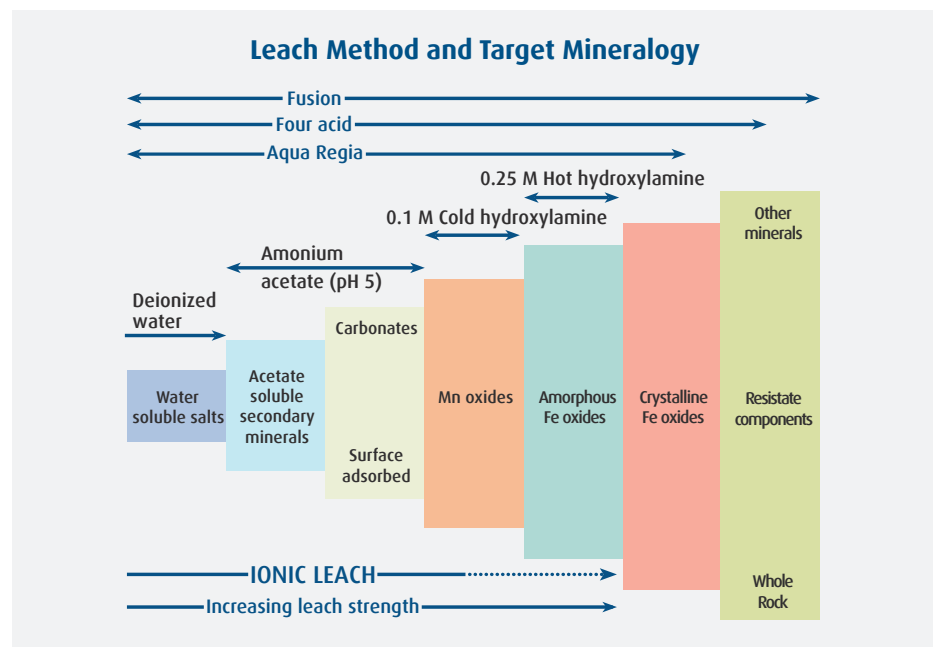 Leach Method and Target Mineralogy
Fusion
Four acid
Aqua Regia
0.25 M Hot hydroxylamine
0.1 M Cold hydroxylamine
Amonium
acetate (pH 5)
Deionized
water
Water
soluble salts
Acetate
soluble
secondary
minerals
Carbonates
Surface
adsorbed
Mn oxides
Amorphous
Fe oxides
Crystalline
Fe oxides
Other
minerals
Resistate
components
Whole
Rock
IONIC LEACH
Increasing leach strength